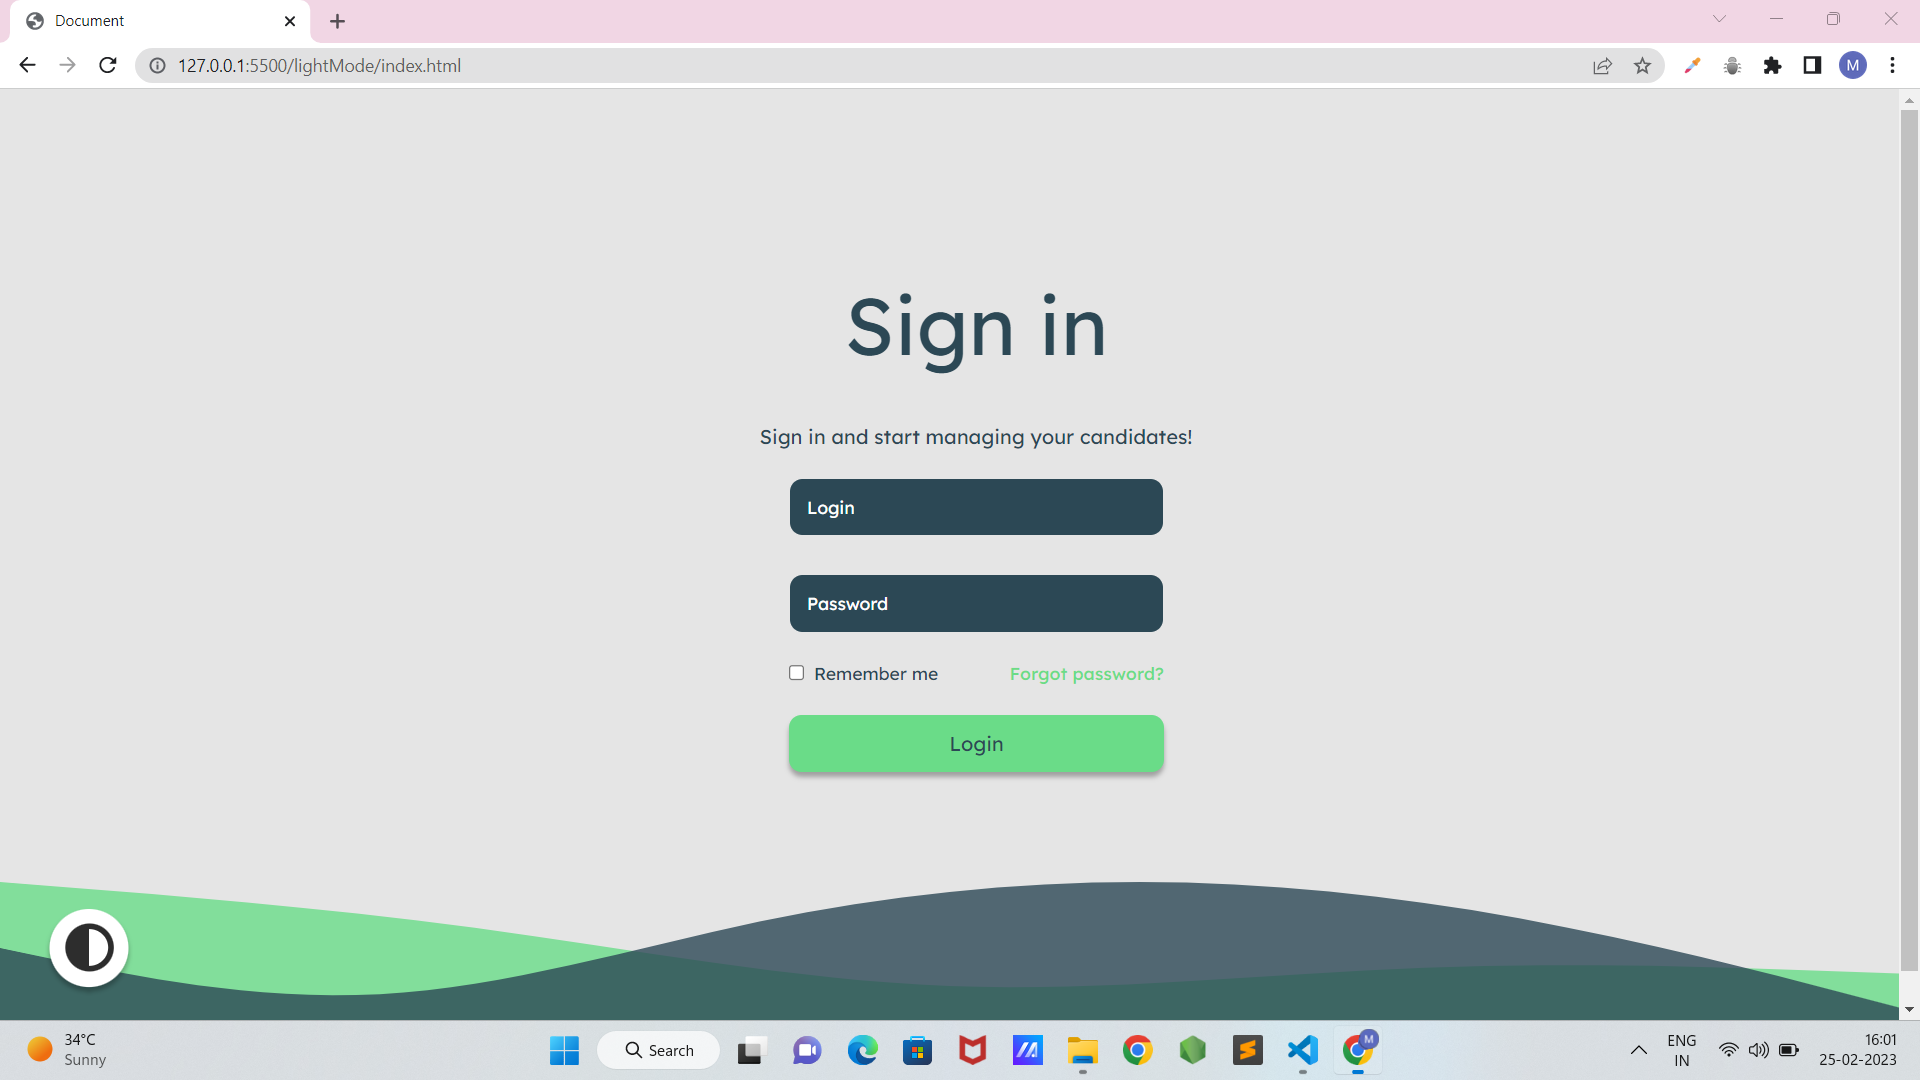 Document
127.0.0.1:5500/lightMode/index.html
M
Sign in
Sign in and start managing your candidates!
Login
Password
Remember me
Forgot password?
Login
34°C
Sunny
Search
M
ENG
IN
16:01
25-02-2023